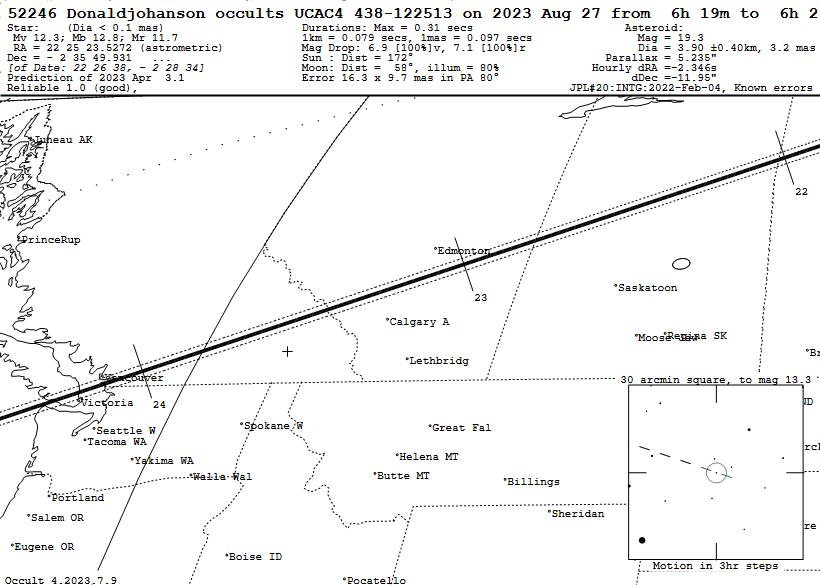 52246 Donaldjohanson occults UCAC4 438-122513 on 2023 Aug 27 from 6h 19m to 6h 2
Star: (Dia < 0.1 mas)
Mv 12.3; Mb 12.8; Mr 11.7
RA = 22 25 23.5272 (astrometric)
Dec = - 2 35 49.931 ...
[of Date: 22 26 38, - 2 28 34]
Prediction of 2023 Apr 3.1
Reliable 1.0 (good),
Durations: Max = 0.31 secs
1km = 0.079 secs, 1mas = 0.097 secs
Mag Drop: 6.9 [100%]v, 7.1 [100%]r
Sun : Dist = 172°
Moon: Dist = 58°, illum = 80%
Error 16.3 x 9.7 mas in PA 80°
Asteroid:
Mag = 19.3
Dia = 3.90 ±0.40km, 3.2 mas
Parallax = 5.235"
Hourly dRA =-2.346s
dDec =-11.95"
JPL#20:INTG:2022-Feb-04, Known errors
Juneau AK
22
PrinceRup
Edmonton
Saskatoon
23
Calgary A
Moose Jaw
Regina SK
Br
Lethbridg
Vancouver
30 arcmin square, to mag 13.3
Victoria
24
ND
Spokane W
Great Fal
Seattle W
Tacoma WA
rcl
Helena MT
Yakima WA
Walla Wal
Butte MT
Billings
Portland
Sheridan
Salem OR
re
Eugene OR
Boise ID
Motion in 3hr steps
Occult 4.2023.7.9
Pocatello